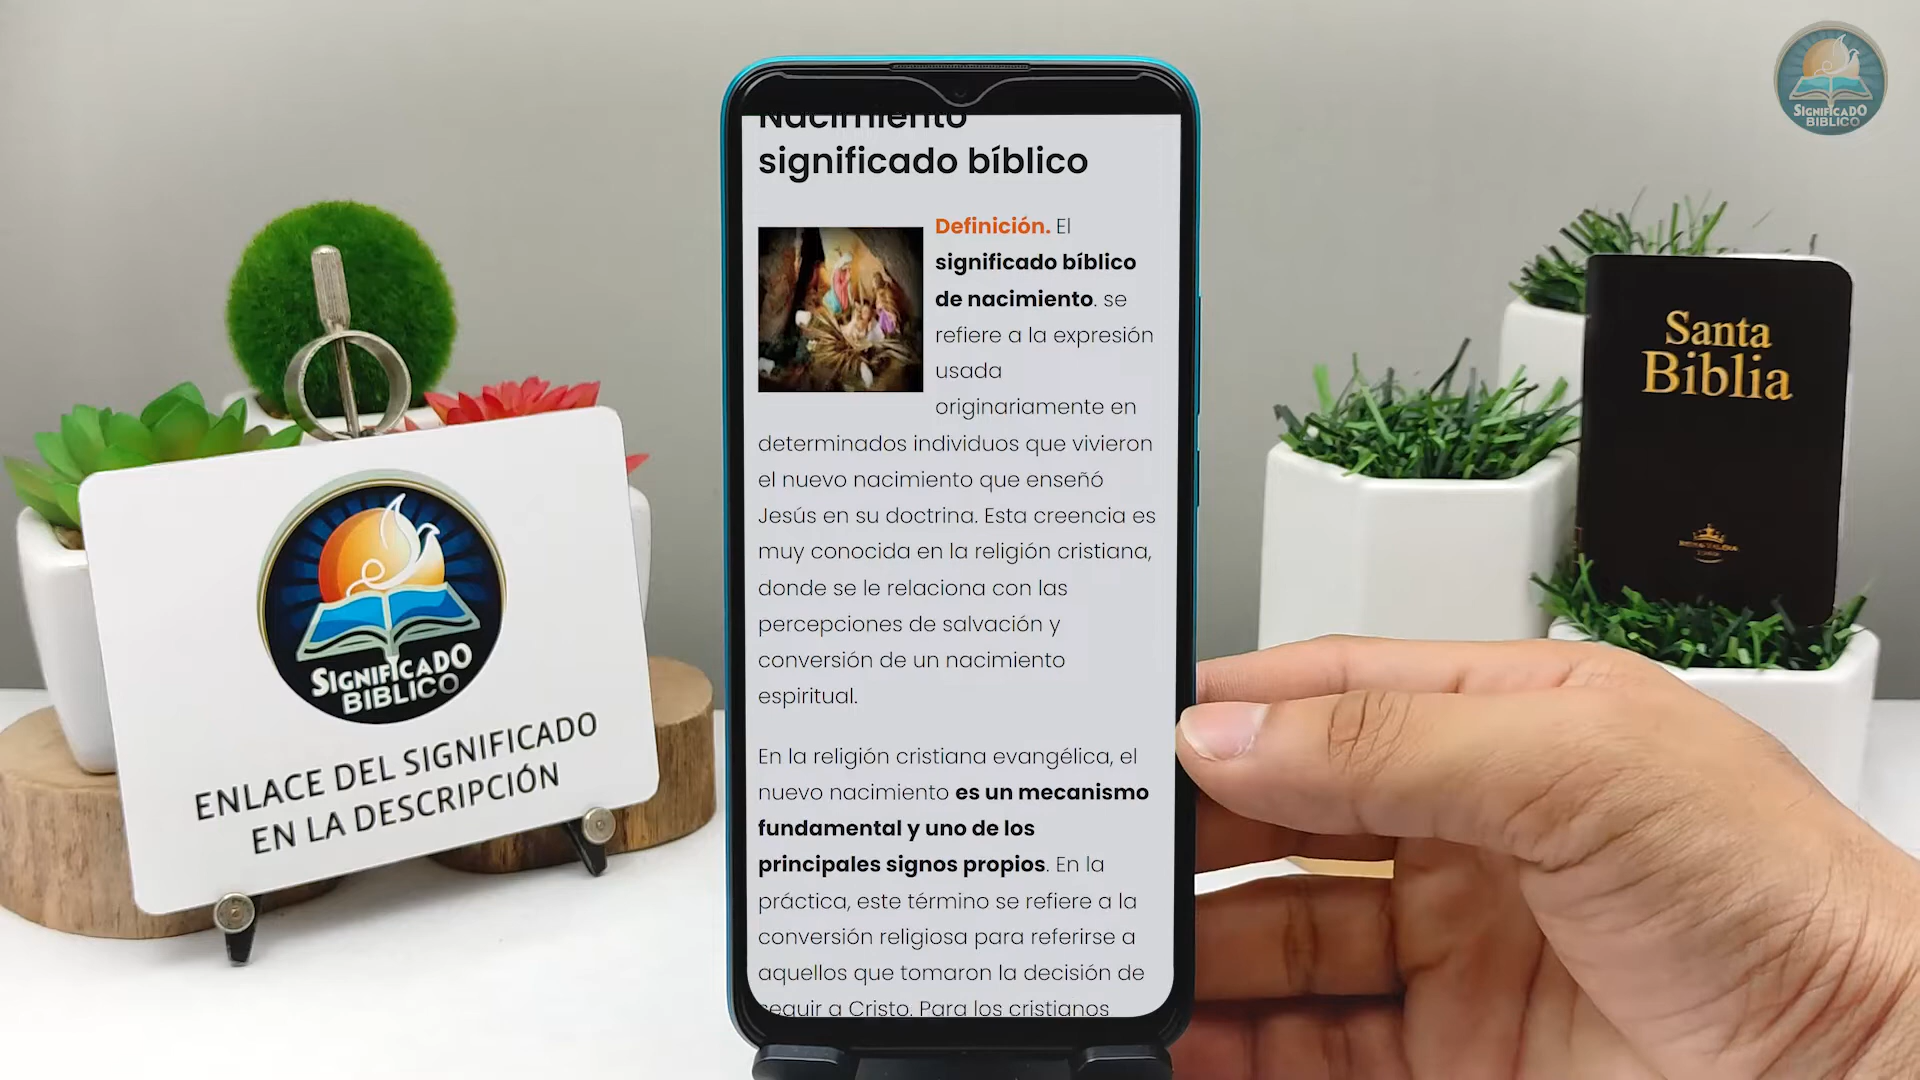 SIGNIFICADO
BIBLICO
Nacimiento
significado bíblico
Definición. El
significado bíblico
de nacimiento. se
refiere a la expresión
usada
originariamente en
determinados individuos que vivieron
el nuevo nacimiento que enseñó
Jesús en su doctrina. Esta creencia es
muy conocida en la religión cristiana,
donde se le relaciona con las
percepciones de salvación y
conversión de un nacimiento
espiritual.
En la religión cristiana evangélica, el
nuevo nacimiento es un mecanismo
fundamental y uno de los
principales signos propios. En la
práctica, este término se refiere a la
conversión religiosa para referirse a
aquellos que tomaron la decisión de
seguir a Cristo. Para los cristianos
SIGNIFICADO
BIBLICO
ENLACE DEL SIGNIFICADO
EN LA DESCRIPCIÓN
Santa
Biblia